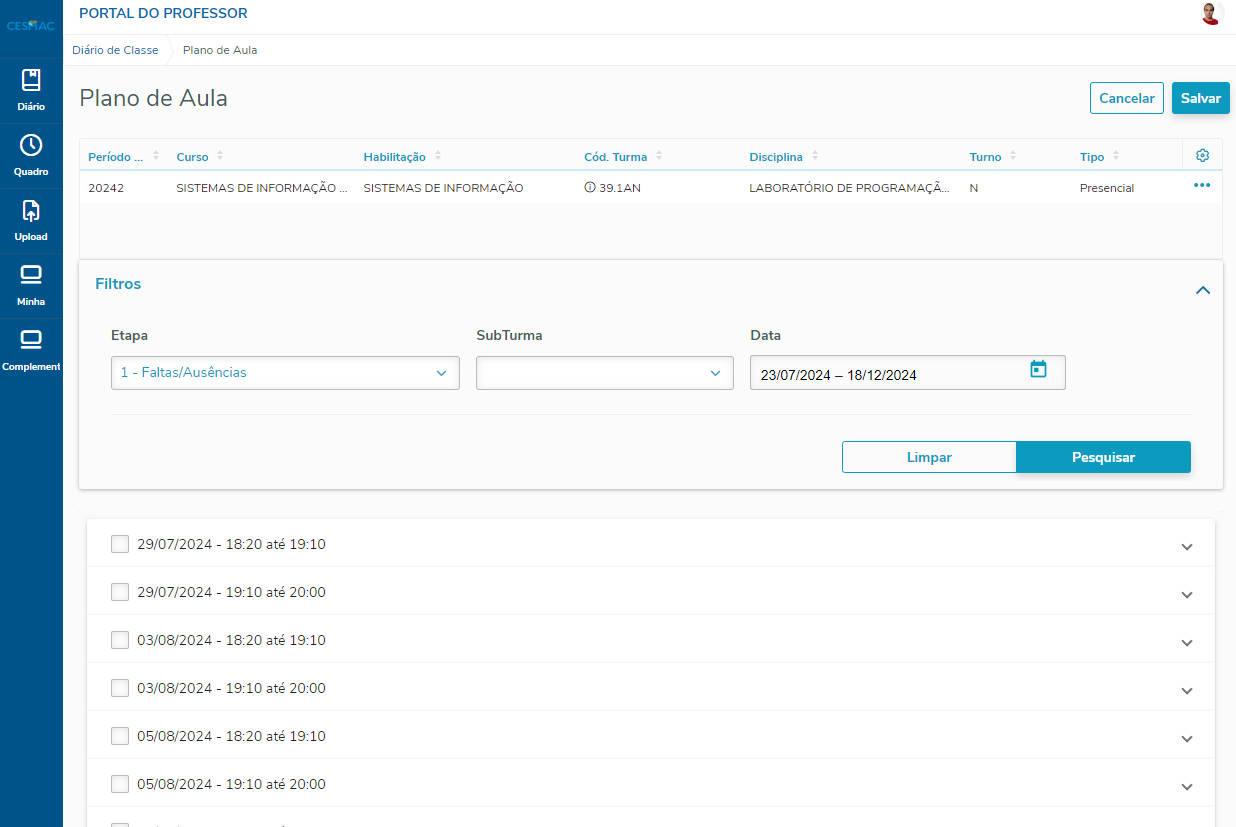 CESMAC
PORTAL DO PROFESSOR
Diário de Classe
Plano de Aula
Diário
Quadro
Upload
Minha
Complement
Plano de Aula
Cancelar
Salvar
Período ... Curso Habilitação Cód. Turma Disciplina Turno Tipo
20242 SISTEMAS DE INFORMAÇÃO ... SISTEMAS DE INFORMAÇÃO 39.1AN LABORATÓRIO DE PROGRAMAÇÃ... N Presencial
Filtros
Etapa SubTurma Data
1 - Faltas/Ausências 23/07/2024 – 18/12/2024
Limpar Pesquisar
29/07/2024 - 18:20 até 19:10
29/07/2024 - 19:10 até 20:00
03/08/2024 - 18:20 até 19:10
03/08/2024 - 19:10 até 20:00
05/08/2024 - 18:20 até 19:10
05/08/2024 - 19:10 até 20:00